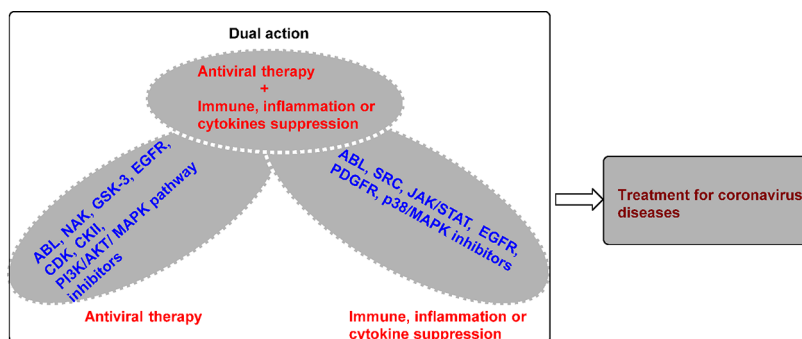 Dual action
Antiviral therapy
+
Immune, inflammation or
cytokines suppression
ABL, NAK, GSK-3, EGFR,
CDK, CKII,
PI3K/AKT/ MAPK pathway
inhibitors
ABL, SRC, JAK/STAT, EGFR,
PDGFR, p38/MAPK inhibitors
Antiviral therapy
Immune, inflammation or
cytokine suppression
Treatment for coronavirus
diseases